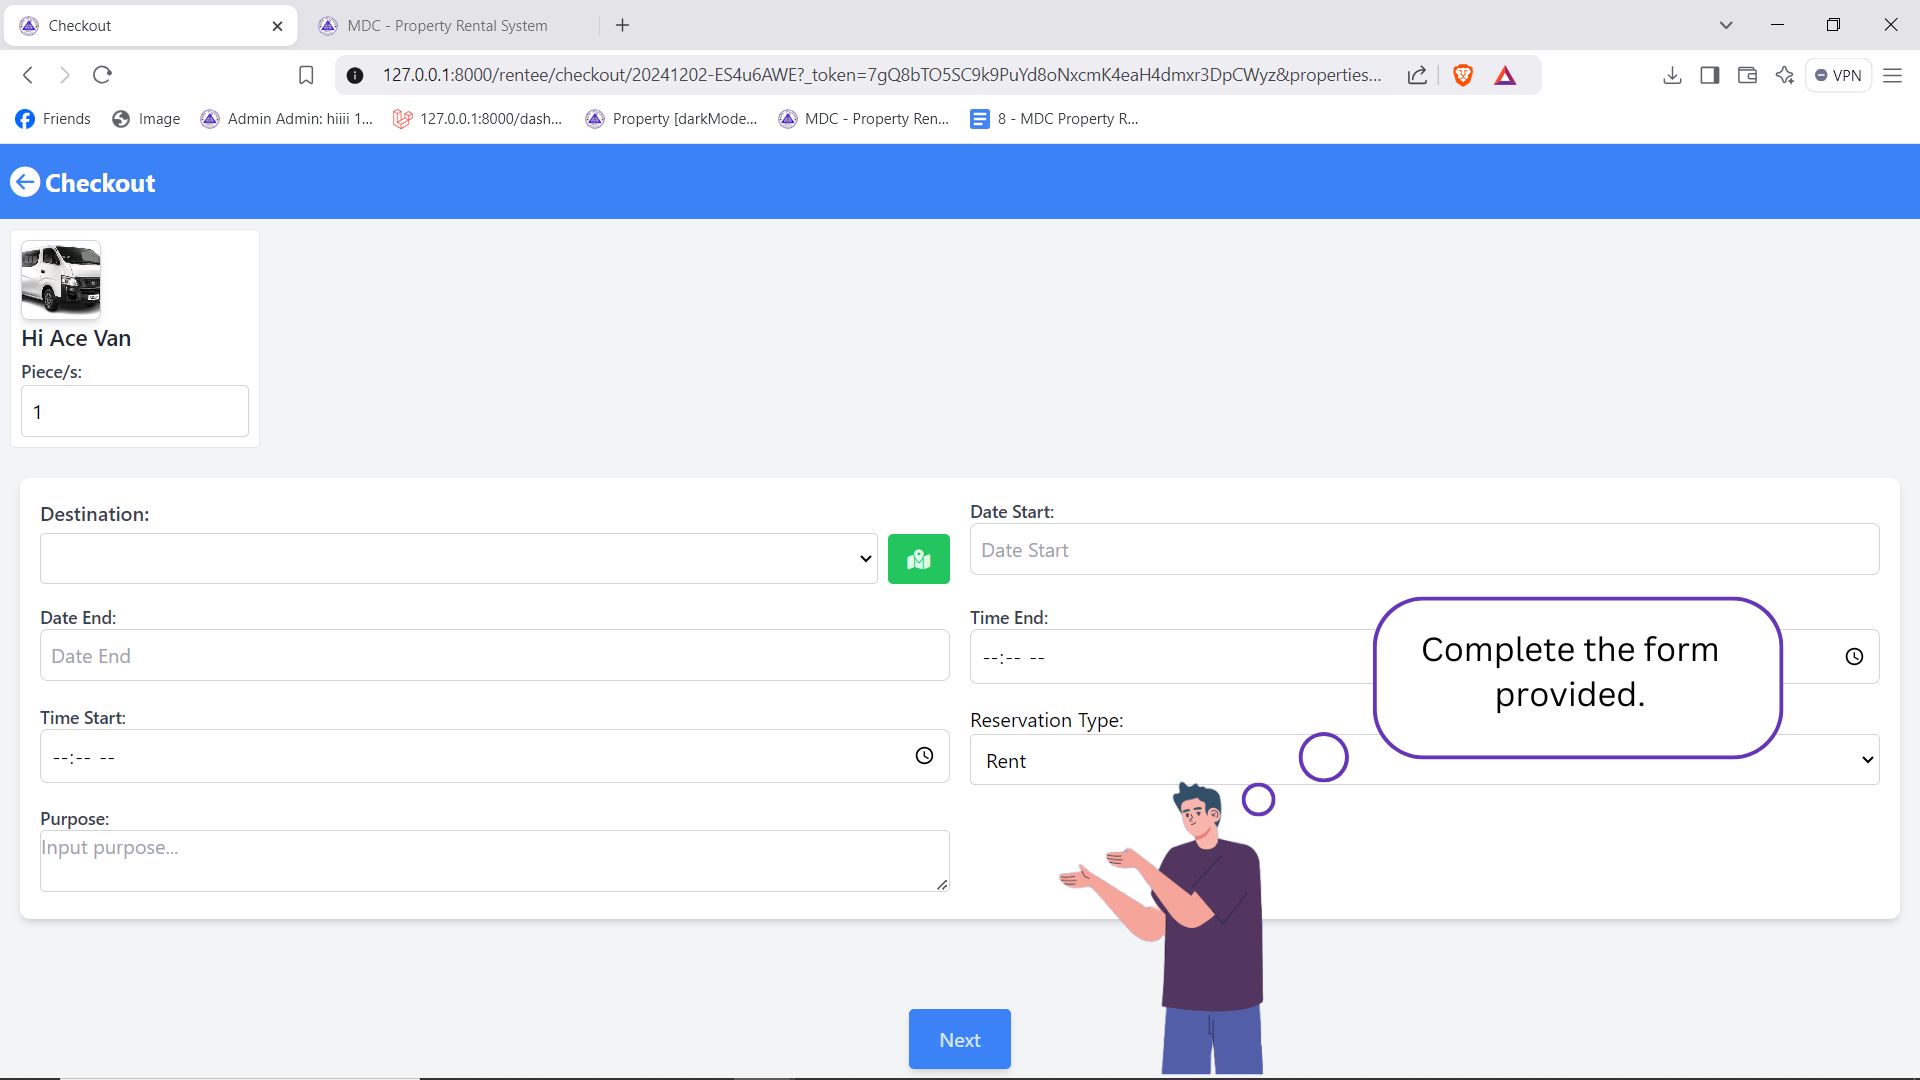 Checkout
MDC - Property Rental System
127.0.0.1:8000/rentee/checkout/20241202-ES4u6AWE?_token=7gQ8bTO5SC9k9PuYd8oNxcmK4eaH4dmxr3DpCWyz&properties...
VPN
Friends
Image
Admin Admin: hiiii 1...
127.0.0.1:8000/dash...
Property [darkMode...
MDC - Property Ren...
8 - MDC Property R...
Checkout
Hi Ace Van
Piece/s:
1
Destination:
Date Start:
Date Start
Date End:
Date End
Time End:
--:-- --
Complete the form
provided.
Time Start:
--:-- --
Reservation Type:
Rent
Purpose:
Input purpose...
Next